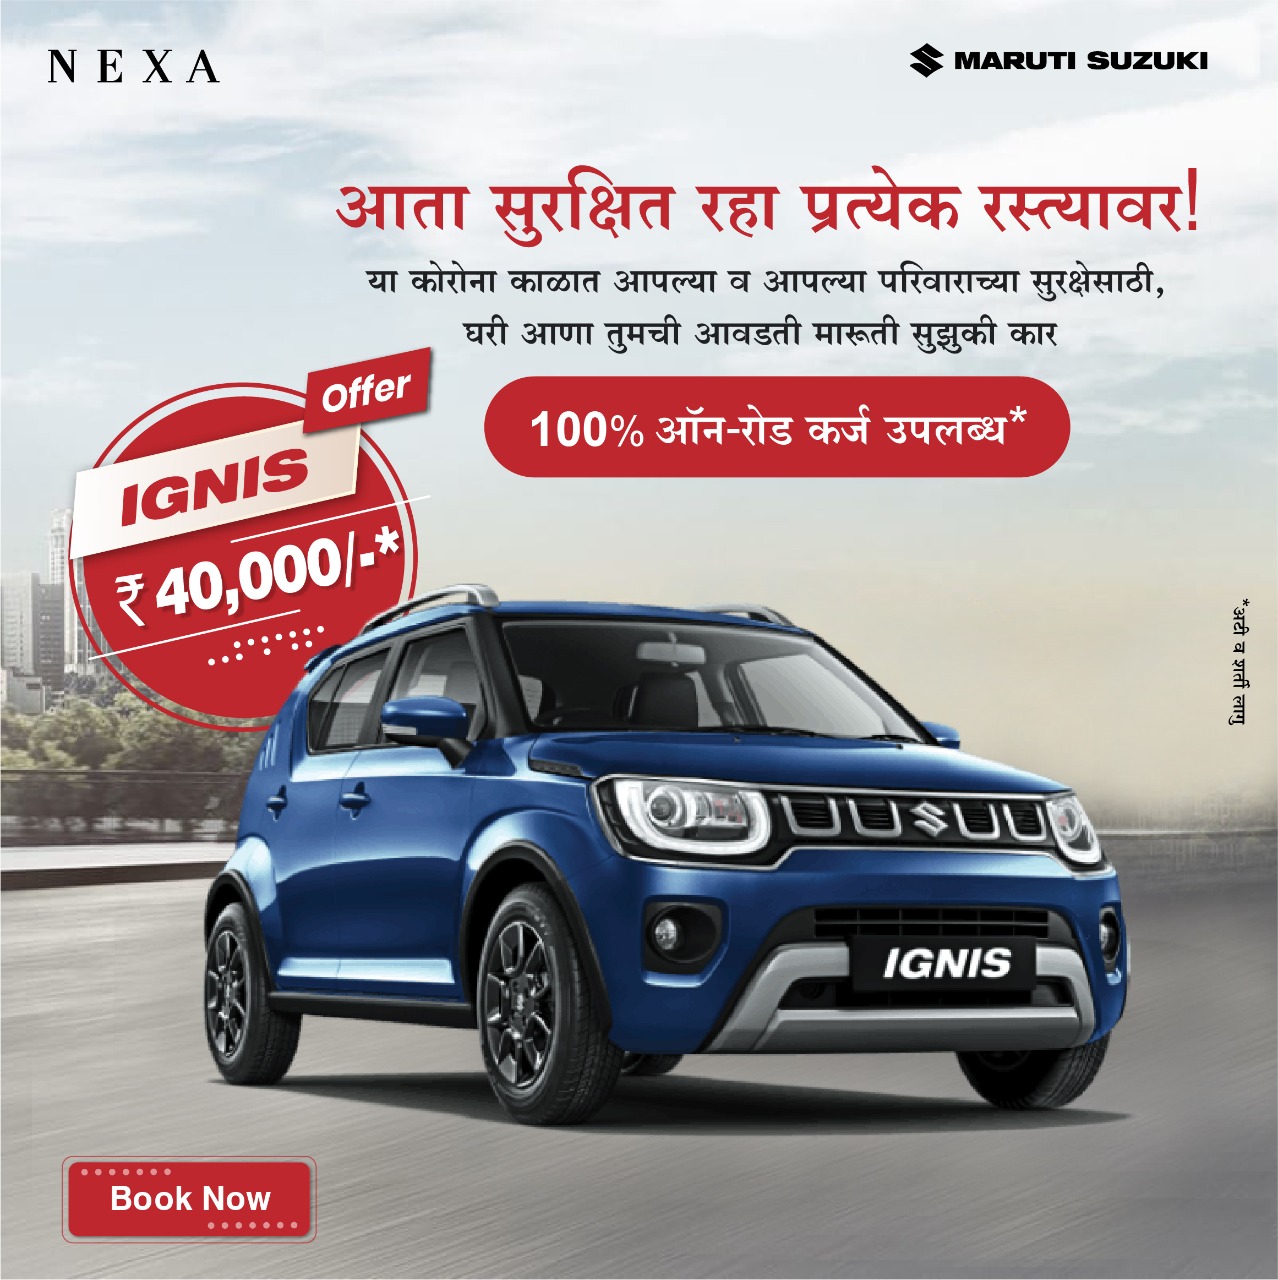 NEXA
MARUTI SUZUKI
आता सुरक्षित रहा प्रत्येक रस्त्यावर!
या कोरोना काळात आपल्या व आपल्या परिवाराच्या सुरक्षेसाठी,
घरी आणा तुमची आवडती मारूती सुझुकी कार
100% ऑन-रोड कर्ज उपलब्ध*
Offer
IGNIS
₹ 40,000/-*
*अटी व शर्ती लागु
IGNIS
Book Now